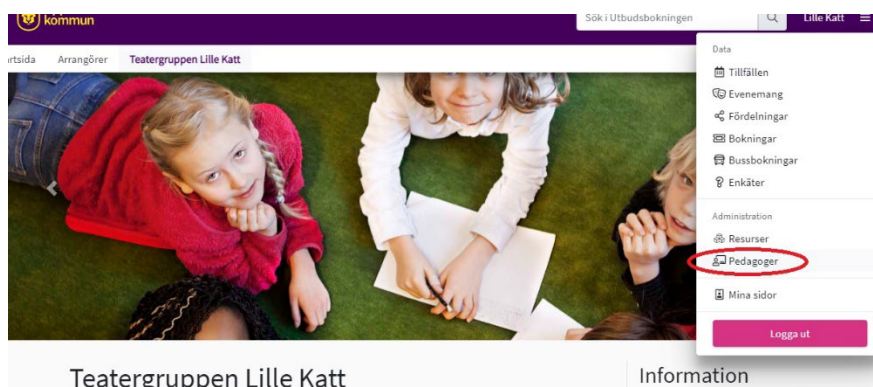 kommun
Sök i Utbudsbokningen
Lille Katt
Arrangörer
Teatergruppen Lille Katt
Data
Tillfällen
Evenemang
Fördelningar
Bokningar
Bussbokningar
Enkäter
Administration
Resurser
Pedagoger
Mina sidor
Logga ut
Teatergruppen Lille Katt
Information